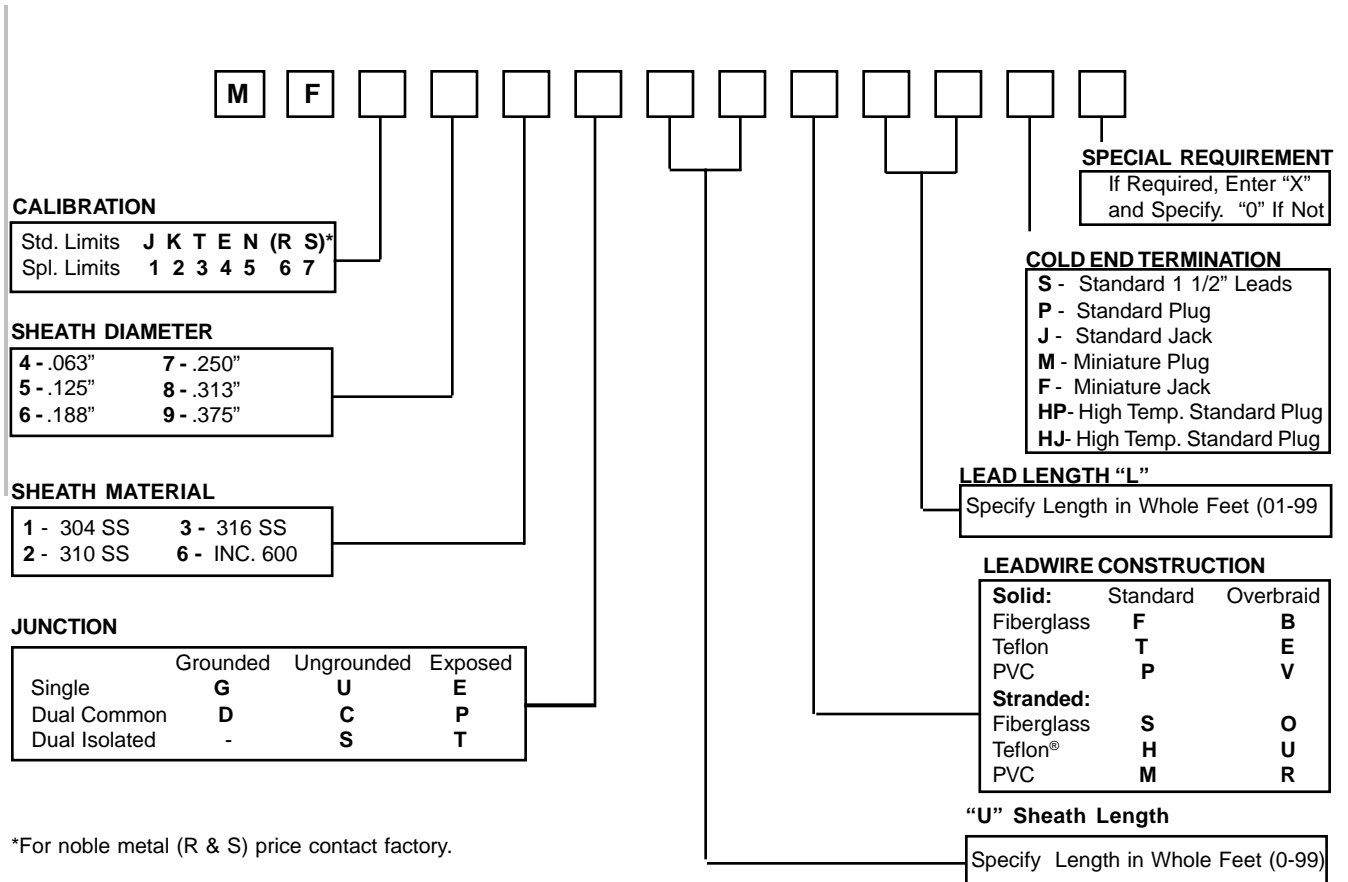 M F
SPECIAL REQUIREMENT
If Required, Enter “X”
and Specify. “0” If Not
CALIBRATION
Std. Limits J K T E N (R S)*
Spl. Limits 1 2 3 4 5 6 7
COLD END TERMINATION
S - Standard 1 1/2” Leads
P - Standard Plug
J - Standard Jack
M - Miniature Plug
F - Miniature Jack
HP- High Temp. Standard Plug
HJ- High Temp. Standard Plug
SHEATH DIAMETER
4 - .063” 7 - .250”
5 - .125” 8 - .313”
6 - .188” 9 - .375”
LEAD LENGTH “L”
Specify Length in Whole Feet (01-99
SHEATH MATERIAL
1 - 304 SS 3 - 316 SS
2 - 310 SS 6 - INC. 600
LEADWIRE CONSTRUCTION
Solid: Standard Overbraid
Fiberglass F B
Teflon T E
PVC P V
Stranded:
Fiberglass S O
Teflon® H U
PVC M R
JUNCTION
Grounded Ungrounded Exposed
Single G U E
Dual Common D C P
Dual Isolated - S T
“U” Sheath Length
Specify Length in Whole Feet (0-99)
*For noble metal (R & S) price contact factory.